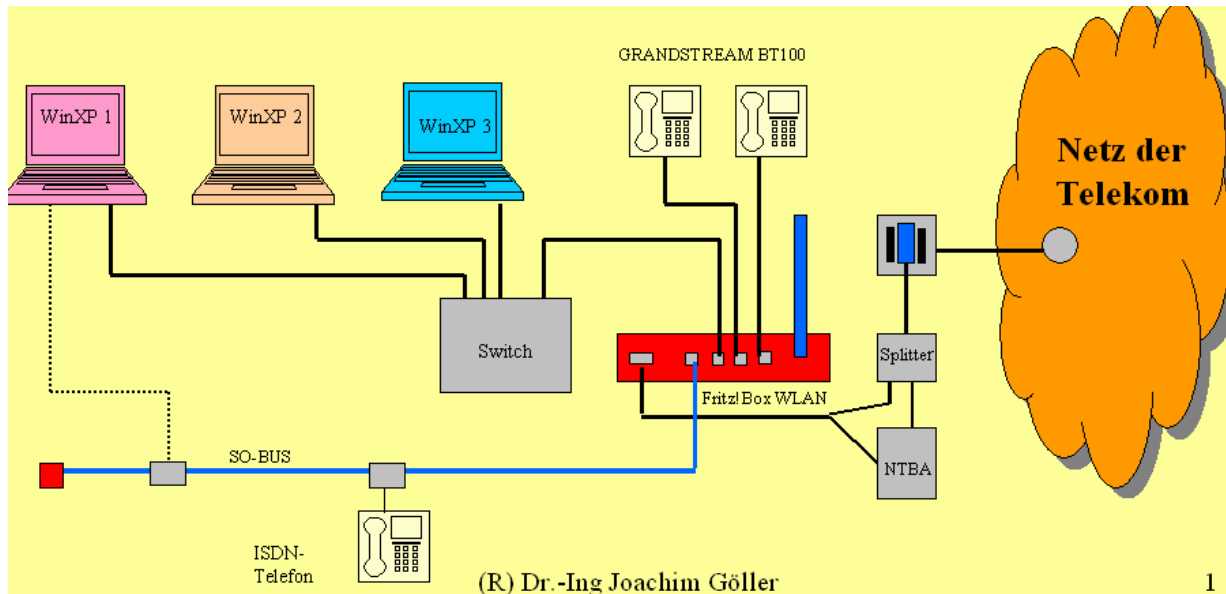 GRANDSTREAM BT100
WinXP 1
WinXP 2
WinXP 3
Netz der
Telekom
Switch
Splitter
Fritz!Box WLAN
SO-BUS
NTBA
ISDN-
Telefon
(R) Dr.-Ing Joachim Göller
1